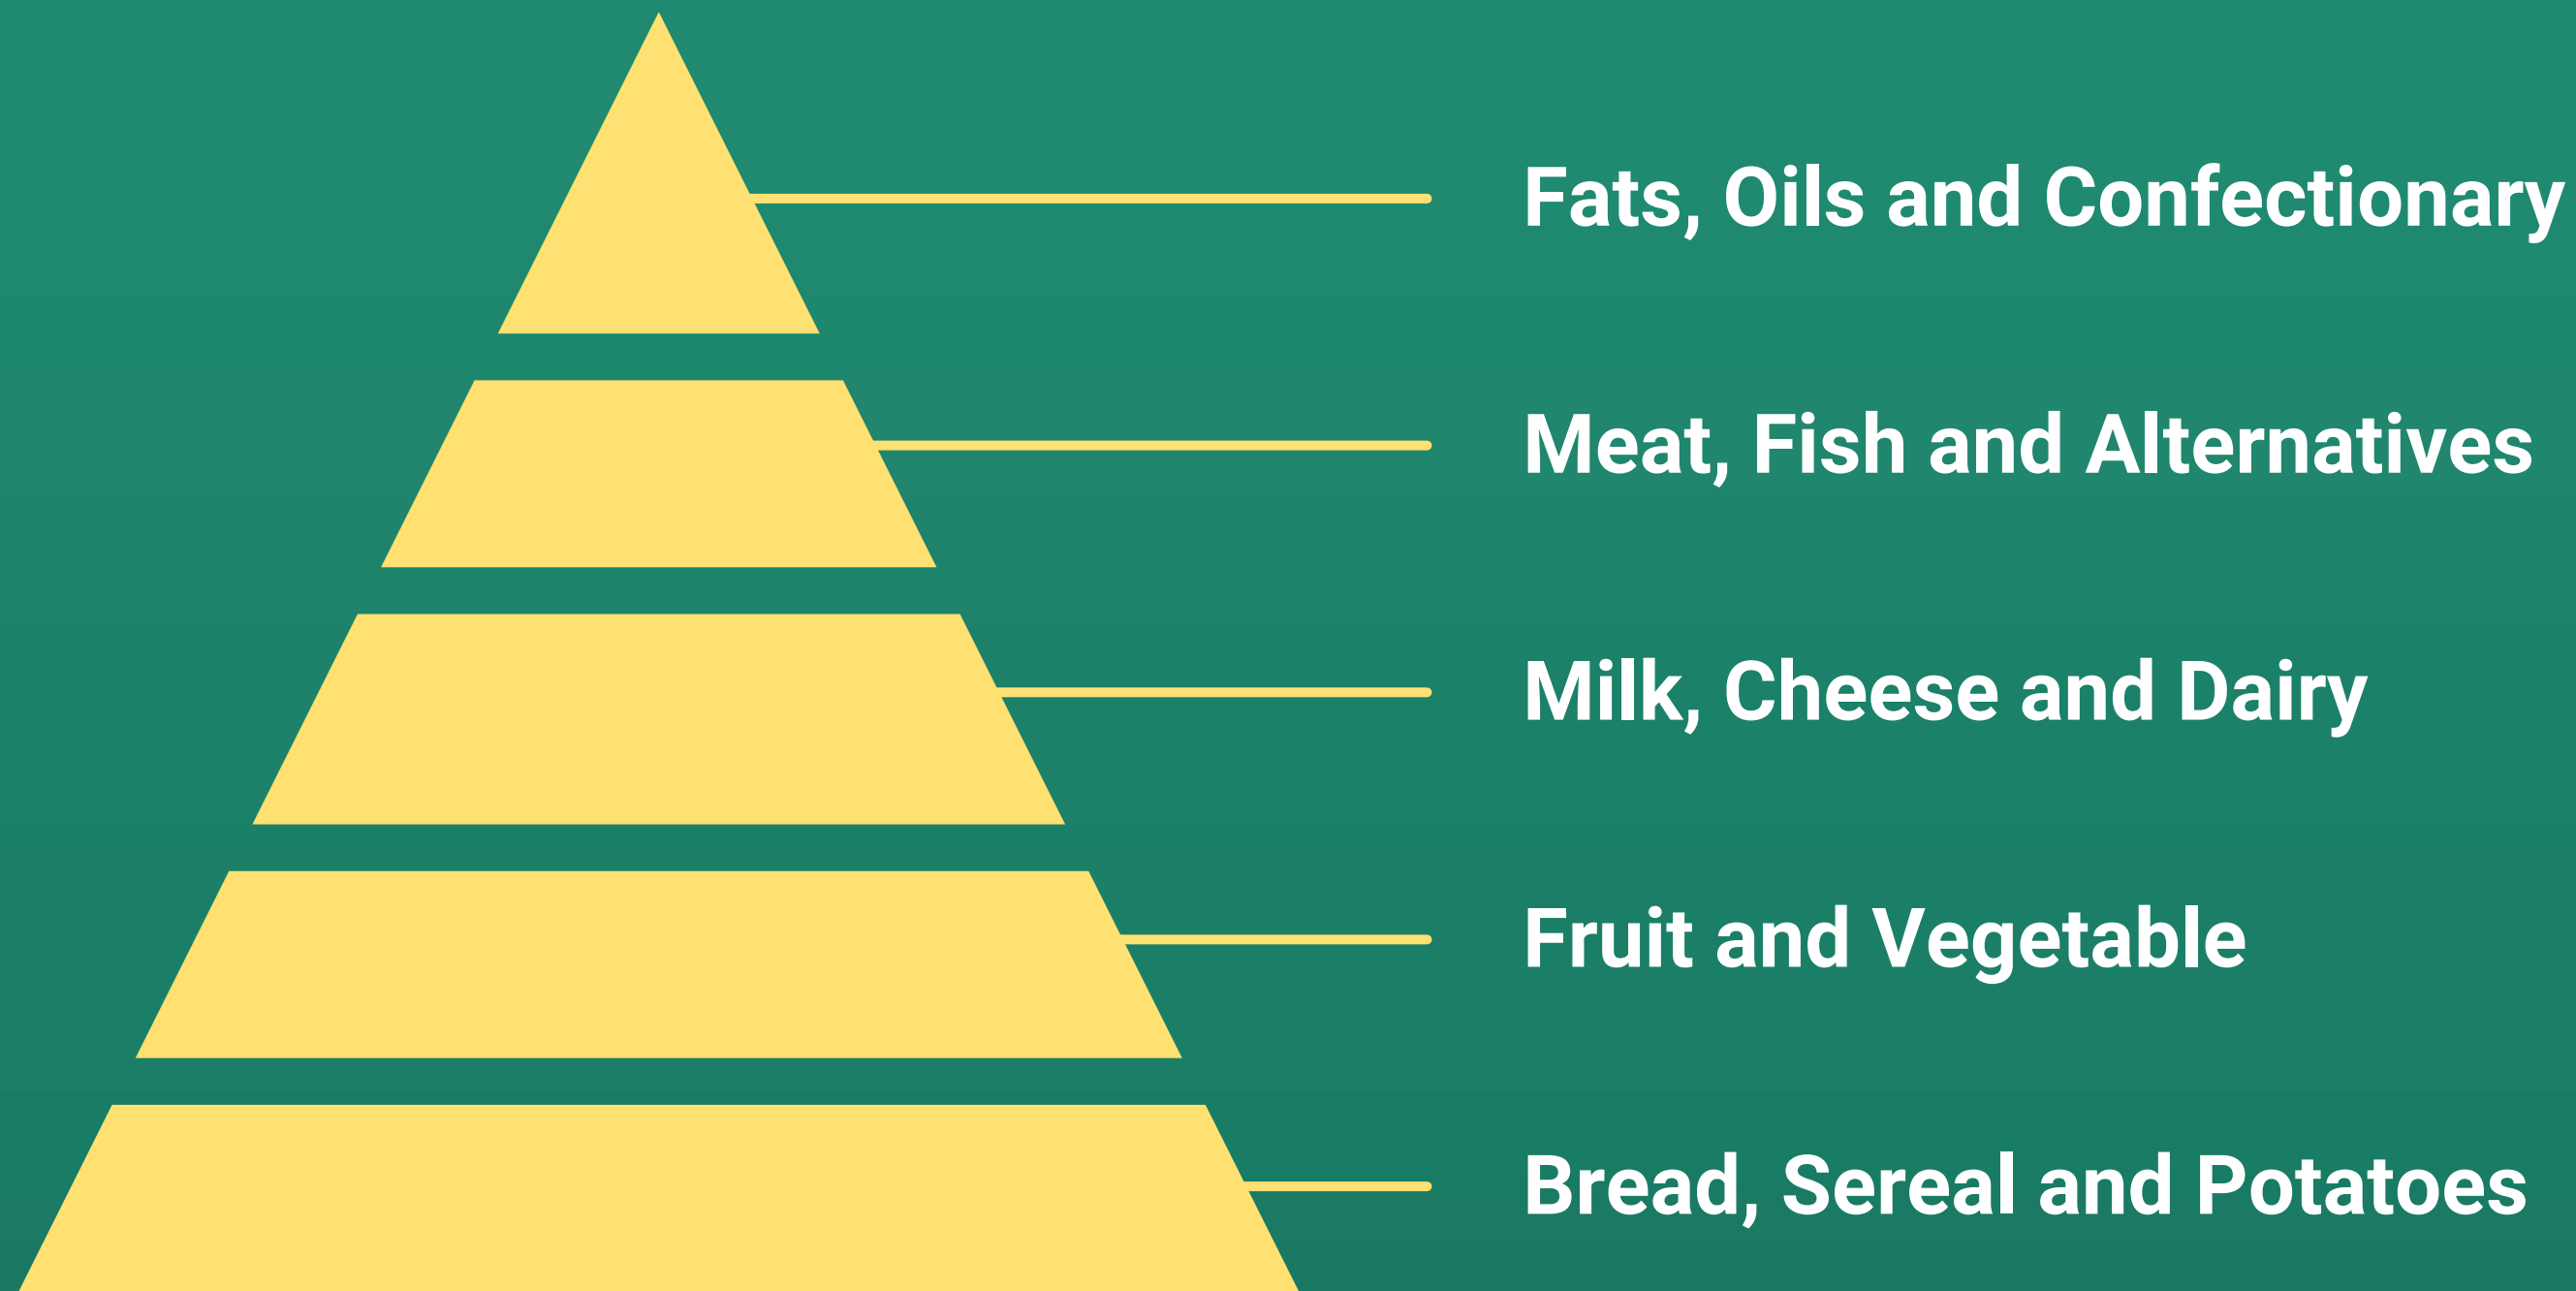 Fats, Oils and Confectionary
Meat, Fish and Alternatives
Milk, Cheese and Dairy
Fruit and Vegetable
Bread, Sereal and Potatoes